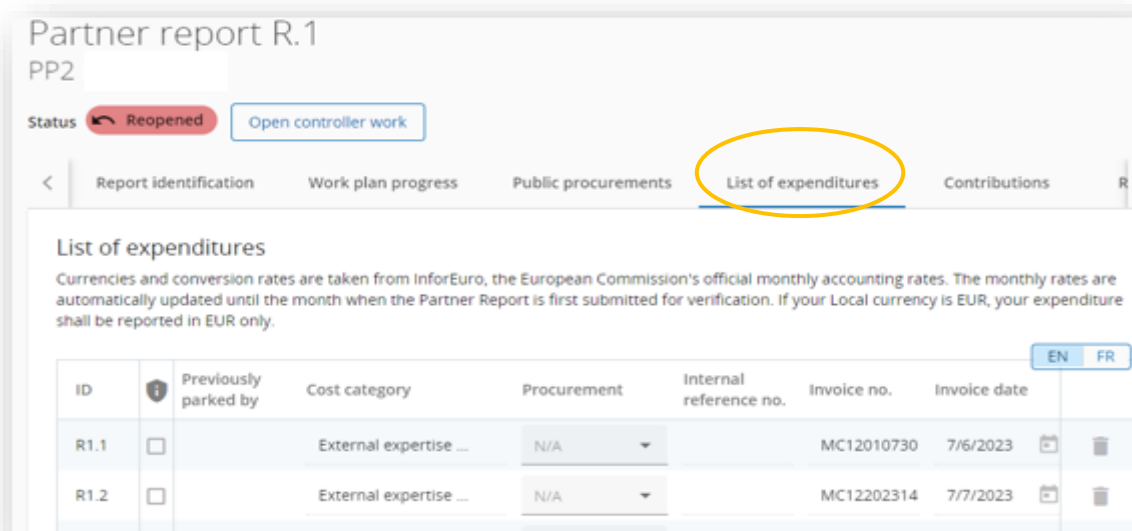 Partner report R.1
PP2
Status Reopened Open controller work
Report identification Work plan progress Public procurements List of expenditures Contributions R
List of expenditures
Currencies and conversion rates are taken from InforEuro, the European Commission's official monthly accounting rates. The monthly rates are
automatically updated until the month when the Partner Report is first submitted for verification. If your Local currency is EUR, your expenditure
shall be reported in EUR only.
EN FR
ID Previously parked by Cost category Procurement Internal reference no. Invoice no. Invoice date
R1.1 External expertise ... N/A MC12010730 7/6/2023
R1.2 External expertise ... N/A MC12202314 7/7/2023